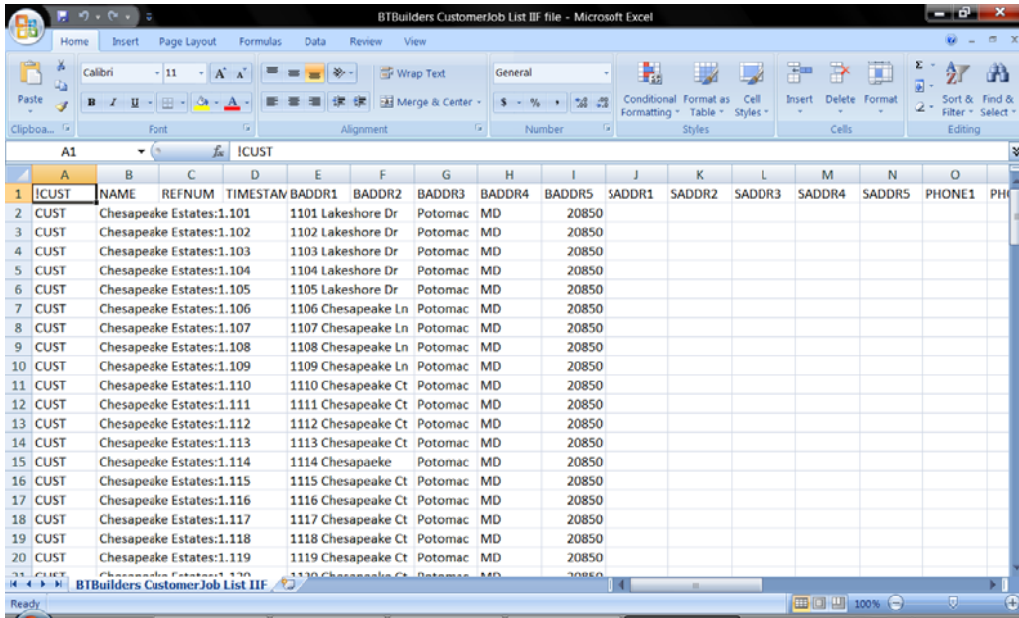 BTBuilders CustomerJob List IIF file - Microsoft Excel
Home Insert Page Layout Formulas Data Review View
Calibri 11 A A Wrap Text General
Paste B I U A Merge & Center $ % , Conditional Formatting Format as Table Cell Styles Insert Delete Format Σ Sort & Filter Find & Select
Clipboa... Font Alignment Number Styles Cells Editing
A1 fx !CUST
A B C D E F G H I J K L M N O
1 !CUST NAME REFNUM TIMESTAM BADDR1 BADDR2 BADDR3 BADDR4 BADDR5 SADDR1 SADDR2 SADDR3 SADDR4 SADDR5 PHONE1
2 CUST Chesapeake Estates:1.101 1101 Lakeshore Dr Potomac MD 20850
3 CUST Chesapeake Estates:1.102 1102 Lakeshore Dr Potomac MD 20850
4 CUST Chesapeake Estates:1.103 1103 Lakeshore Dr Potomac MD 20850
5 CUST Chesapeake Estates:1.104 1104 Lakeshore Dr Potomac MD 20850
6 CUST Chesapeake Estates:1.105 1105 Lakeshore Dr Potomac MD 20850
7 CUST Chesapeake Estates:1.106 1106 Chesapeake Ln Potomac MD 20850
8 CUST Chesapeake Estates:1.107 1107 Chesapeake Ln Potomac MD 20850
9 CUST Chesapeake Estates:1.108 1108 Chesapeake Ln Potomac MD 20850
10 CUST Chesapeake Estates:1.109 1109 Chesapeake Ln Potomac MD 20850
11 CUST Chesapeake Estates:1.110 1110 Chesapeake Ct Potomac MD 20850
12 CUST Chesapeake Estates:1.111 1111 Chesapeake Ct Potomac MD 20850
13 CUST Chesapeake Estates:1.112 1112 Chesapeake Ct Potomac MD 20850
14 CUST Chesapeake Estates:1.113 1113 Chesapeake Ct Potomac MD 20850
15 CUST Chesapeake Estates:1.114 1114 Chesapaeke Potomac MD 20850
16 CUST Chesapeake Estates:1.115 1115 Chesapeake Ct Potomac MD 20850
17 CUST Chesapeake Estates:1.116 1116 Chesapeake Ct Potomac MD 20850
18 CUST Chesapeake Estates:1.117 1117 Chesapeake Ct Potomac MD 20850
19 CUST Chesapeake Estates:1.118 1118 Chesapeake Ct Potomac MD 20850
20 CUST Chesapeake Estates:1.119 1119 Chesapeake Ct Potomac MD 20850
BTBuilders CustomerJob List IIF
Ready 100%